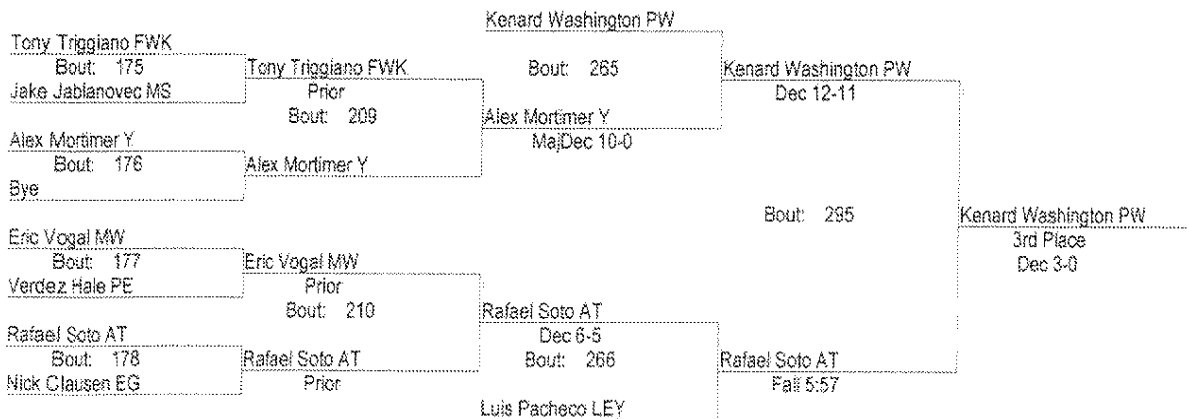 Kenard Washington PW
Tony Triggiano FWK
Bout: 175
Tony Triggiano FWK
Bout: 265
Kenard Washington PW
Jake Jablanovec MS
Prior
Dec 12-11
Bout: 209
Alex Mortimer Y
Alex Mortimer Y
MajDec 10-0
Bout: 176
Alex Mortimer Y
Bye
Bout: 295
Kenard Washington PW
Eric Vogal MW
3rd Place
Bout: 177
Eric Vogal MW
Dec 3-0
Verdez Hale PE
Prior
Bout: 210
Rafael Soto AT
Rafael Soto AT
Dec 6-5
Bout: 178
Rafael Soto AT
Bout: 266
Rafael Soto AT
Nick Clausen EG
Prior
Fall 5:57
Luis Pacheco LEY